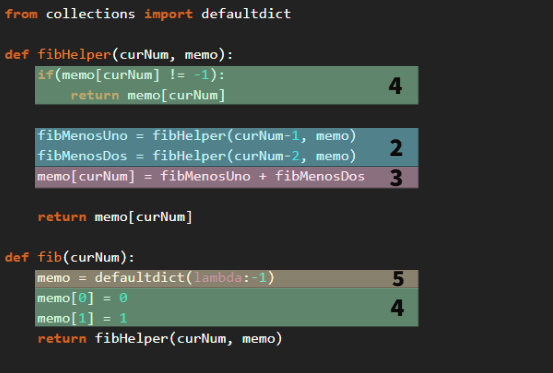 from collections import defaultdict
def fibHelper(curNum, memo):
    if(memo[curNum] != -1):
        return memo[curNum]
4
    fibMenosUno = fibHelper(curNum-1, memo)
    fibMenosDos = fibHelper(curNum-2, memo)
2
    memo[curNum] = fibMenosUno + fibMenosDos
3
    return memo[curNum]
def fib(curNum):
    memo = defaultdict(lambda:-1)
5
    memo[0] = 0
    memo[1] = 1
4
    return fibHelper(curNum, memo)